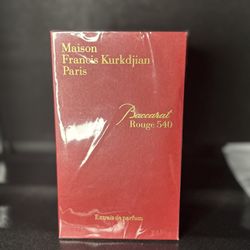 Maison
Francis Kurkdjian
Paris
Baccarat
Rouge 540
Extrait de parfum